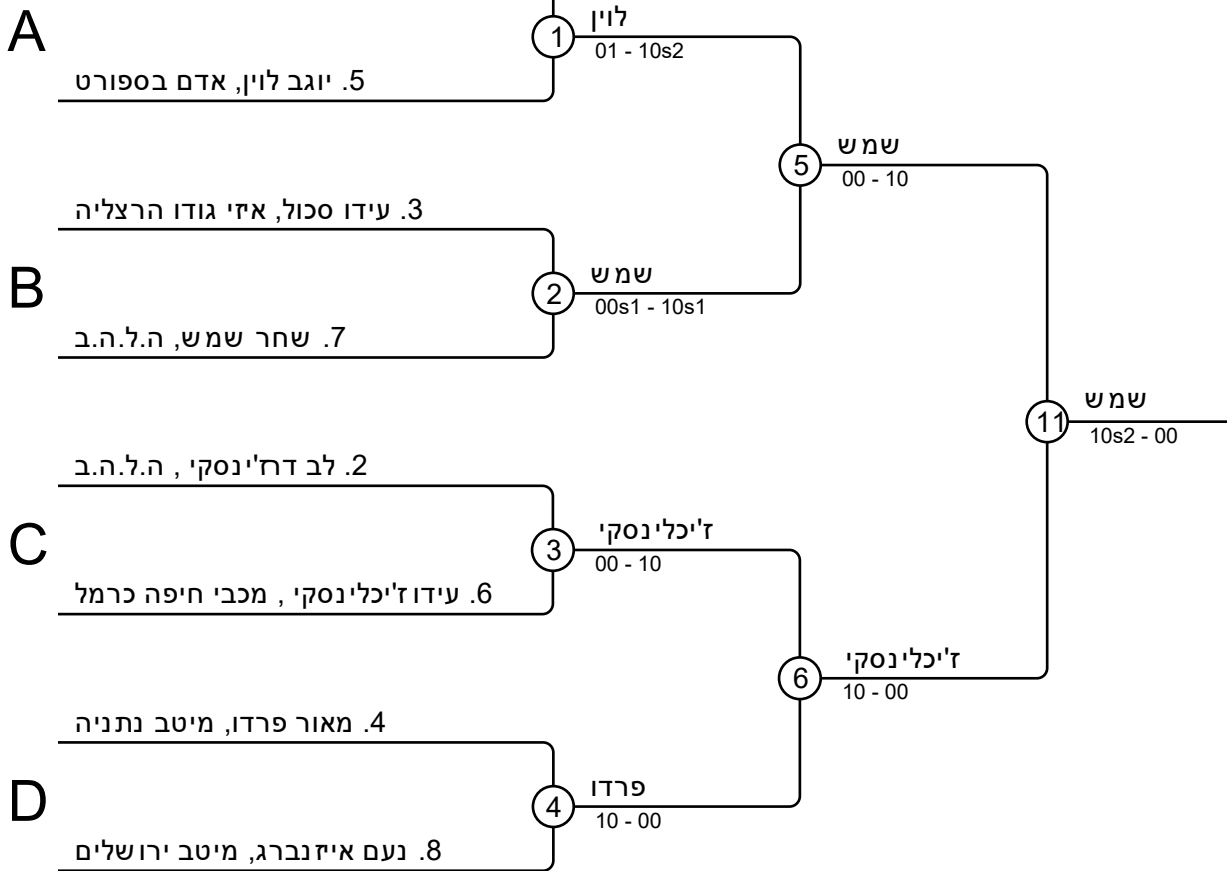 A
1
לוין
01 - 10s2
5. יוגב לוין, אדם בספורט
5
שמש
00 - 10
3. עידו סכול, איזי גודו הרצליה
B
2
שמש
00s1 - 10s1
7. שחר שמש, ה.ל.ה.ב
11
שמש
10s2 - 00
2. לב דרז'ינסקי , ה.ל.ה.ב
C
3
ז'יכלינסקי
00 - 10
6. עידו ז'יכלינסקי , מכבי חיפה כרמל
6
ז'יכלינסקי
10 - 00
4. מאור פרדו, מיטב נתניה
D
4
פרדו
10 - 00
8. נעם אייזנברג, מיטב ירושלים